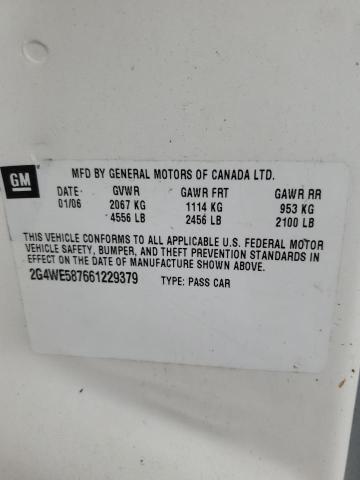 GM
MFD BY GENERAL MOTORS OF CANADA LTD.
DATE GVWR GAWR FRT GAWR RR
01/06 2067 KG 1114 KG 953 KG
4556 LB 2456 LB 2100 LB
THIS VEHICLE CONFORMS TO ALL APPLICABLE U.S. FEDERAL MOTOR
VEHICLE SAFETY, BUMPER, AND THEFT PREVENTION STANDARDS IN
EFFECT ON THE DATE OF MANUFACTURE SHOWN ABOVE.
2G4WE587661229379 TYPE: PASS CAR